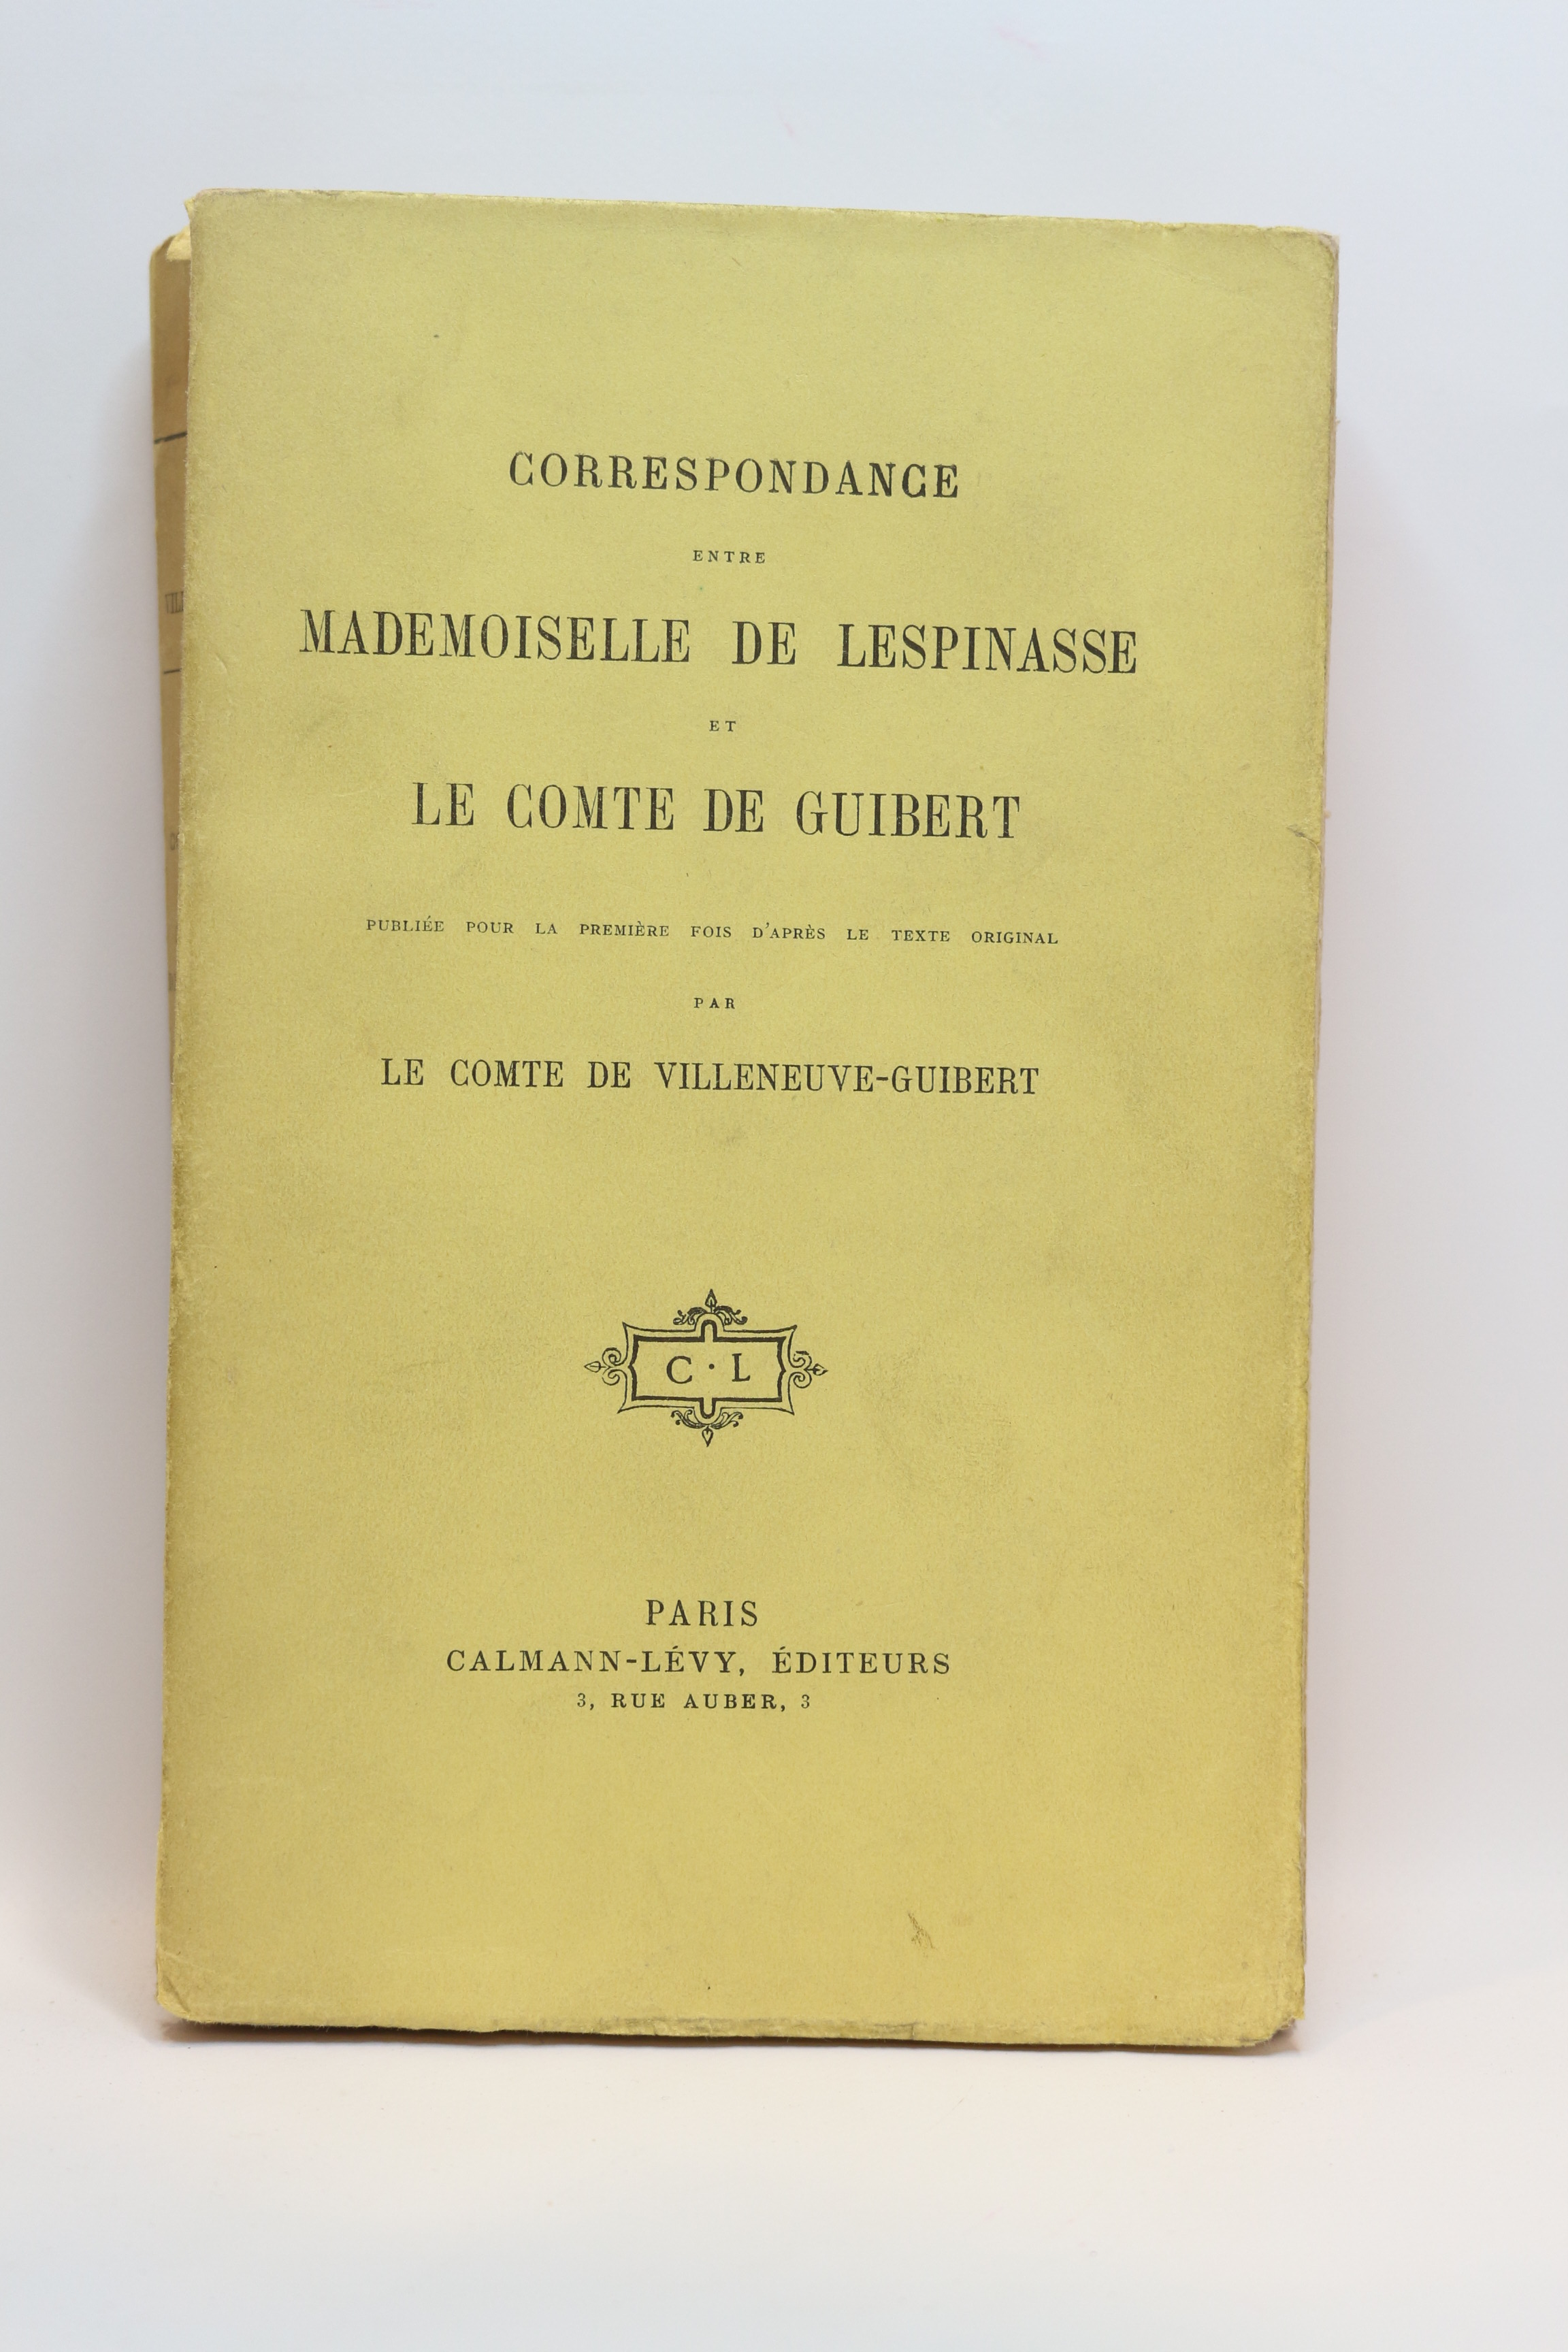 CORRESPONDANCE
ENTRE
MADEMOISELLE DE LESPINASSE
ET
LE COMTE DE GUIBERT
PUBLIÉE POUR LA PREMIÈRE FOIS D'APRÈS LE TEXTE ORIGINAL
PAR
LE COMTE DE VILLENEUVE-GUIBERT
C · L
PARIS
CALMANN-LÉVY, ÉDITEURS
3, RUE AUBER, 3